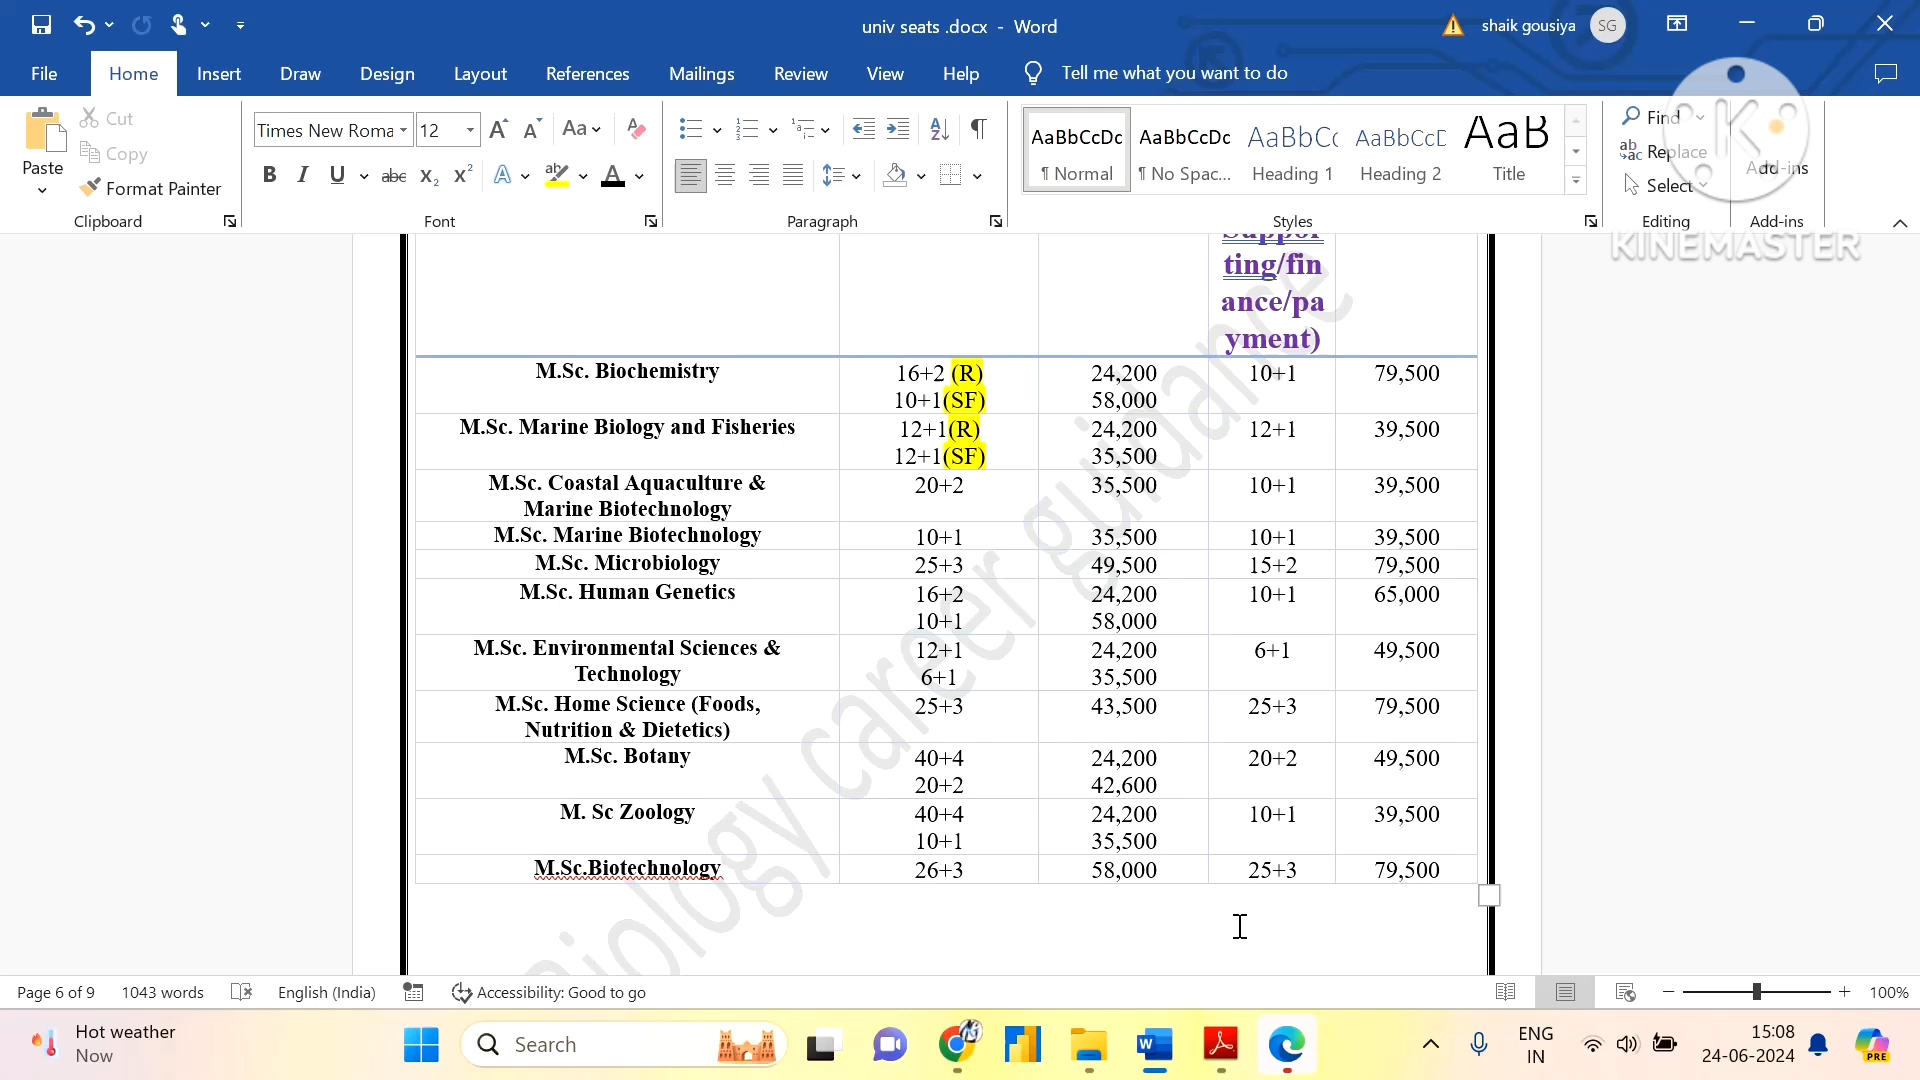 univ seats .docx - Word
shaik gousiya
SG
File Home Insert Draw Design Layout References Mailings Review View Help Tell me what you want to do
Paste
Cut
Copy
Format Painter
Clipboard
Times New Roma 12
Font
Paragraph
AaBbCcDc AaBbCcDc AaBbCc AaBbCcD AaB
¶ Normal ¶ No Spac... Heading 1 Heading 2 Title
Styles
Find
Replace
Select
Editing
Add-ins
Add-ins
K
KINEMASTER
Suppor
ting/fin
ance/pa
yment)
M.Sc. Biochemistry 16+2 (R) 24,200 10+1 79,500
10+1(SF) 58,000
M.Sc. Marine Biology and Fisheries 12+1(R) 24,200 12+1 39,500
12+1(SF) 35,500
M.Sc. Coastal Aquaculture & 20+2 35,500 10+1 39,500
Marine Biotechnology
M.Sc. Marine Biotechnology 10+1 35,500 10+1 39,500
M.Sc. Microbiology 25+3 49,500 15+2 79,500
M.Sc. Human Genetics 16+2 24,200 10+1 65,000
10+1 58,000
M.Sc. Environmental Sciences & 12+1 24,200 6+1 49,500
Technology 6+1 35,500
M.Sc. Home Science (Foods, 25+3 43,500 25+3 79,500
Nutrition & Dietetics)
M.Sc. Botany 40+4 24,200 20+2 49,500
20+2 42,600
M. Sc Zoology 40+4 24,200 10+1 39,500
10+1 35,500
M.Sc.Biotechnology 26+3 58,000 25+3 79,500
Biology career guidance
Page 6 of 9 1043 words English (India) Accessibility: Good to go 100%
Hot weather
Now
Search
ENG
IN
15:08
24-06-2024
PRE